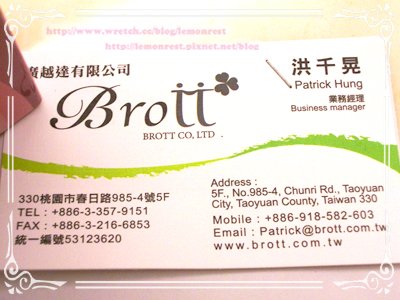 http://www.wretch.cc/blog/lemonrest
http://lemonrest.pixnet.net/blog
廣越達有限公司
Brott
BROTT CO, LTD .
洪千晃
Patrick Hung
業務經理
Business manager
330桃園市春日路985-4號5F
TEL : +886-3-357-9151
FAX : +886-3-216-6853
統一編號53123620
Address :
5F., No.985-4, Chunri Rd., Taoyuan
City, Taoyuan County, Taiwan 330
Mobile : +886-918-582-603
Email : Patrick@brott.com.tw
www.brott.com.tw